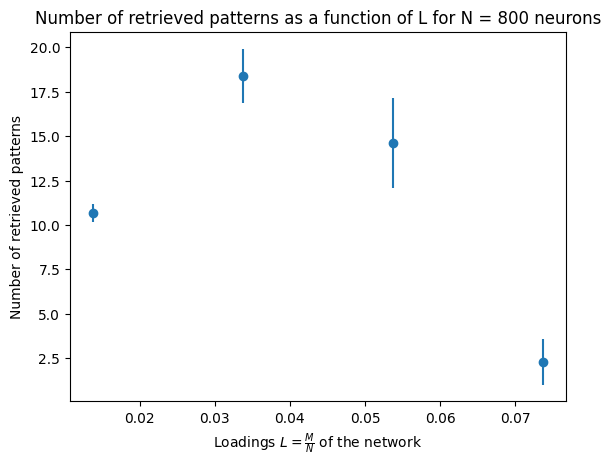 Number of retrieved patterns as a function of L for N = 800 neurons
Number of retrieved patterns
20.0
17.5
15.0
12.5
10.0
7.5
5.0
2.5
0.02 0.03 0.04 0.05 0.06 0.07
Loadings $L = \frac{M}{N}$ of the network